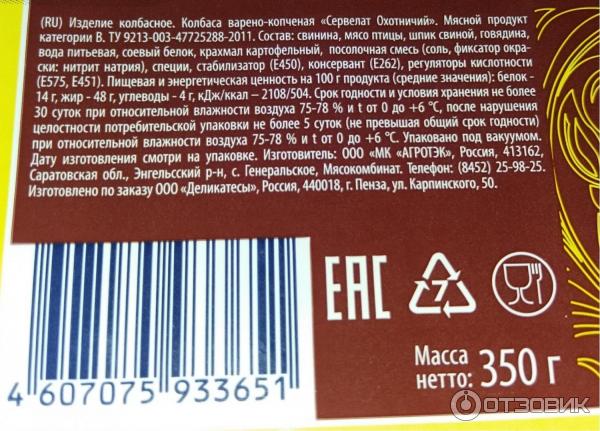 (RU) Изделие колбасное. Колбаса варено-копченая «Сервелат Охотничий». Мясной продукт
категории В. ТУ 9213-003-47725288-2011. Состав: свинина, мясо птицы, шпик свиной, говядина,
вода питьевая, соевый белок, крахмал картофельный, посолочная смесь (соль, фиксатор окра-
ски: нитрит натрия), специи, стабилизатор (Е450), консервант (Е262), регуляторы кислотности
(Е575, Е451). Пищевая и энергетическая ценность на 100 г продукта (средние значения): белок -
14 г, жир - 48 г, углеводы - 4 г, кДж/ккал – 2108/504. Срок годности и условия хранения не более
30 суток при относительной влажности воздуха 75-78 % и t от 0 до +6 °С, после нарушения
целостности потребительской упаковки не более 5 суток (не превышая общий срок годности)
при относительной влажности воздуха 75-78 % и t от 0 до +6 °С. Упаковано под вакуумом.
Дату изготовления смотри на упаковке. Изготовитель: ООО «МК «АГРОТЭК», Россия, 413162,
Саратовская обл., Энгельсский р-н, с. Генеральское, Мясокомбинат. Телефон: (8452) 25-98-25.
Изготовлено по заказу ООО «Деликатесы», Россия, 440018, г. Пенза, ул. Карпинского, 50.
EAC
7
Масса
нетто: 350 г
4 607075 933651
ОТЗОВИК